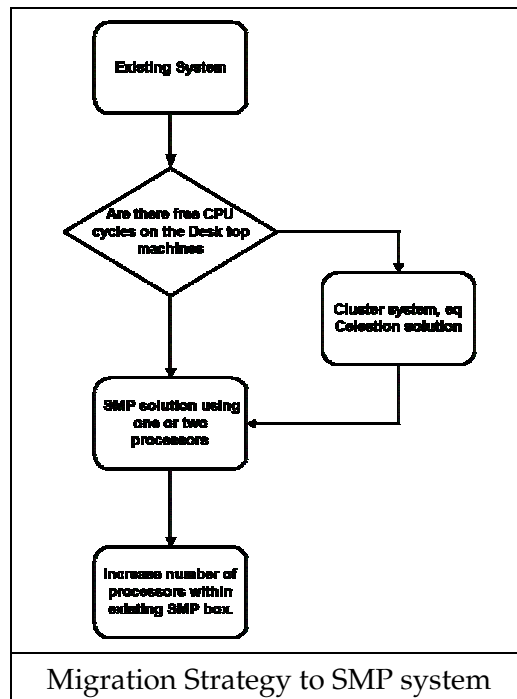 Existing System
Are there free CPU
cycles on the Desk top
machines
Cluster system, eq
Celestion solution
SMP solution using
one or two
processors
Increase number of
processors within
existing SMP box.
Migration Strategy to SMP system